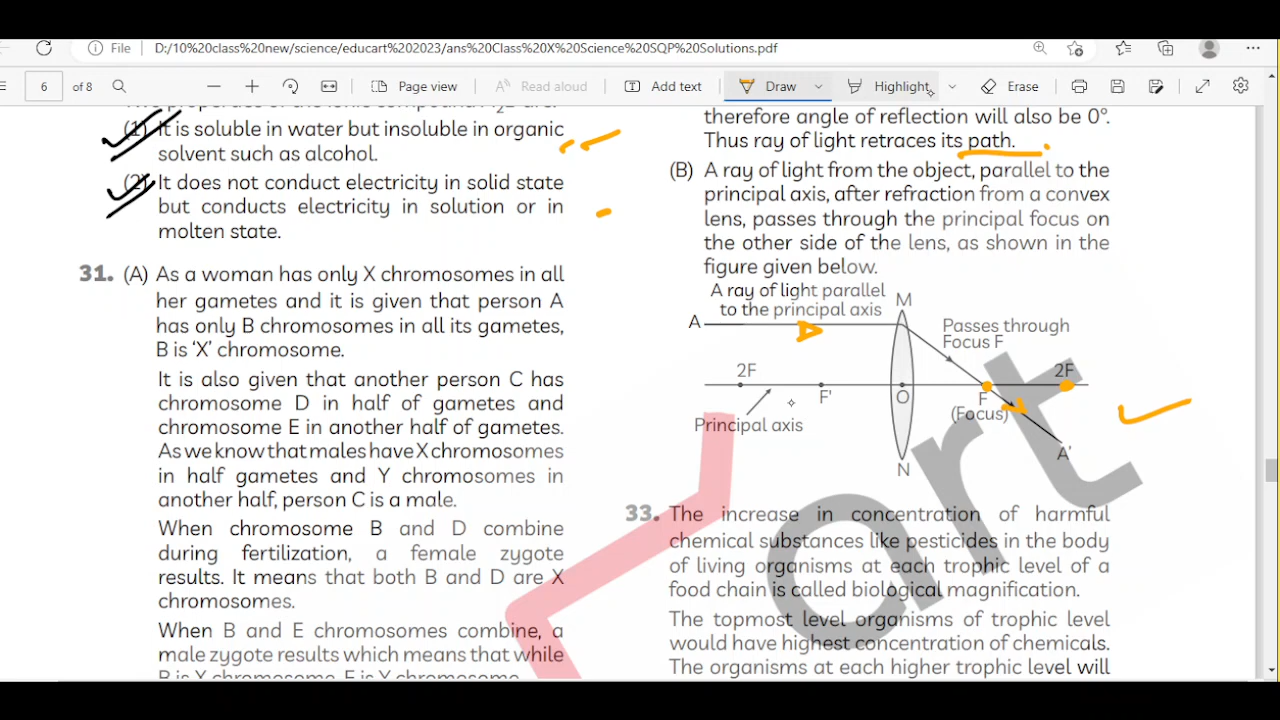 File
D:/10%20class%20new/science/educart%202023/ans%20Class%20X%20Science%20SQP%20Solutions.pdf
6 of 8
Page view
Read aloud
Add text
Draw
Highlight
Erase
(1) It is soluble in water but insoluble in organic
solvent such as alcohol.
(2) It does not conduct electricity in solid state
but conducts electricity in solution or in
molten state.
31. (A) As a woman has only X chromosomes in all
her gametes and it is given that person A
has only B chromosomes in all its gametes,
B is ‘X’ chromosome.
It is also given that another person C has
chromosome D in half of gametes and
chromosome E in another half of gametes.
As we know that males have X chromosomes
in half gametes and Y chromosomes in
another half, person C is a male.
When chromosome B and D combine
during fertilization, a female zygote
results. It means that both B and D are X
chromosomes.
When B and E chromosomes combine, a
male zygote results which means that while
B is X chromosome, E is Y chromosome.
therefore angle of reflection will also be 0°.
Thus ray of light retraces its path.
(B) A ray of light from the object, parallel to the
principal axis, after refraction from a convex
lens, passes through the principal focus on
the other side of the lens, as shown in the
figure given below.
A ray of light parallel
to the principal axis
M
A
Passes through
Focus F
2F
2F
F'
O
F
(Focus)
Principal axis
A'
N
33. The increase in concentration of harmful
chemical substances like pesticides in the body
of living organisms at each trophic level of a
food chain is called biological magnification.
The topmost level organisms of trophic level
would have highest concentration of chemicals.
The organisms at each higher trophic level will
art